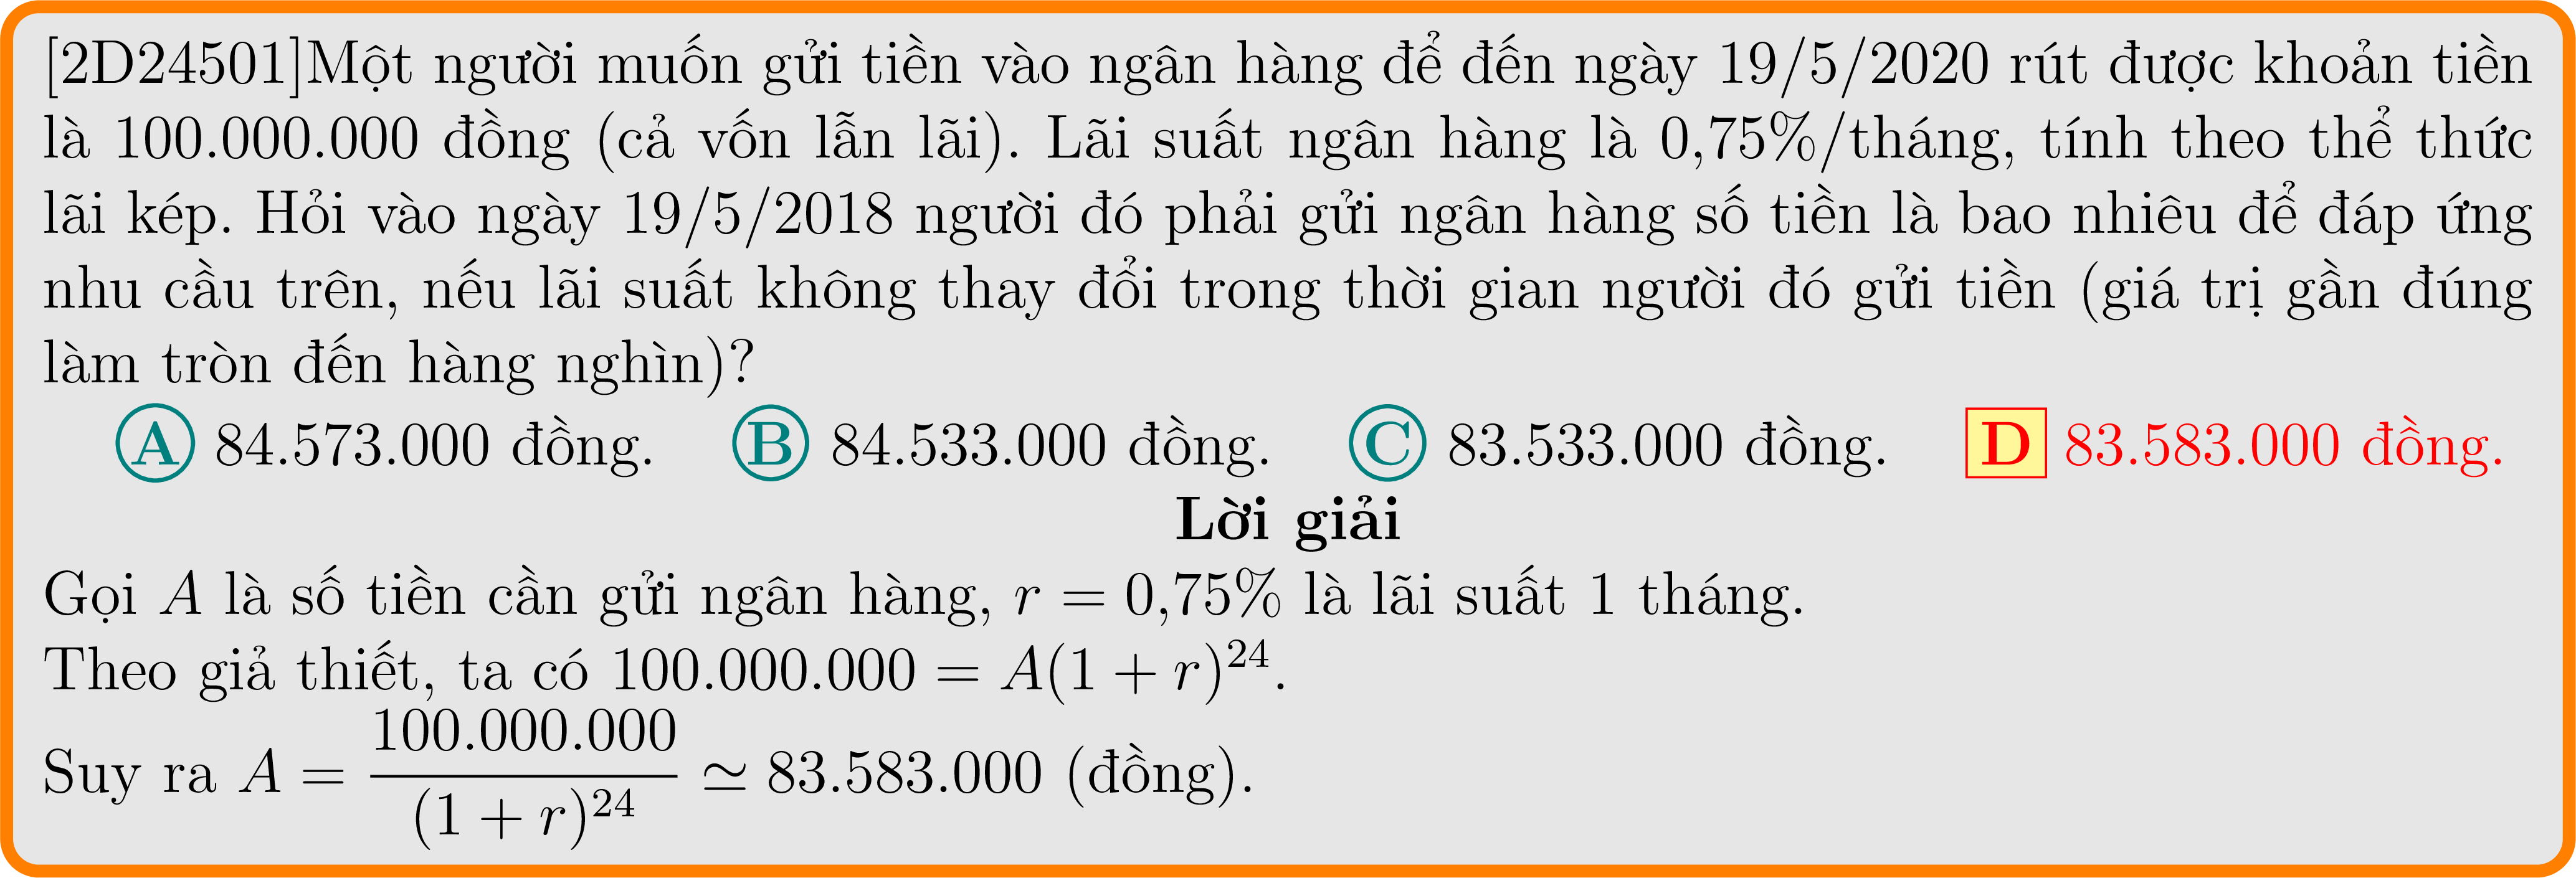 [2D24501]Một người muốn gửi tiền vào ngân hàng để đến ngày 19/5/2020 rút được khoản tiền
là 100.000.000 đồng (cả vốn lẫn lãi). Lãi suất ngân hàng là 0,75%/tháng, tính theo thể thức
lãi kép. Hỏi vào ngày 19/5/2018 người đó phải gửi ngân hàng số tiền là bao nhiêu để đáp ứng
nhu cầu trên, nếu lãi suất không thay đổi trong thời gian người đó gửi tiền (giá trị gần đúng
làm tròn đến hàng nghìn)?
A 84.573.000 đồng. B 84.533.000 đồng. C 83.533.000 đồng. D 83.583.000 đồng.
Lời giải
Gọi A là số tiền cần gửi ngân hàng, r = 0,75% là lãi suất 1 tháng.
Theo giả thiết, ta có 100.000.000 = A(1 + r)^{24}.
Suy ra A = \frac{100.000.000}{(1 + r)^{24}} ≃ 83.583.000 (đồng).